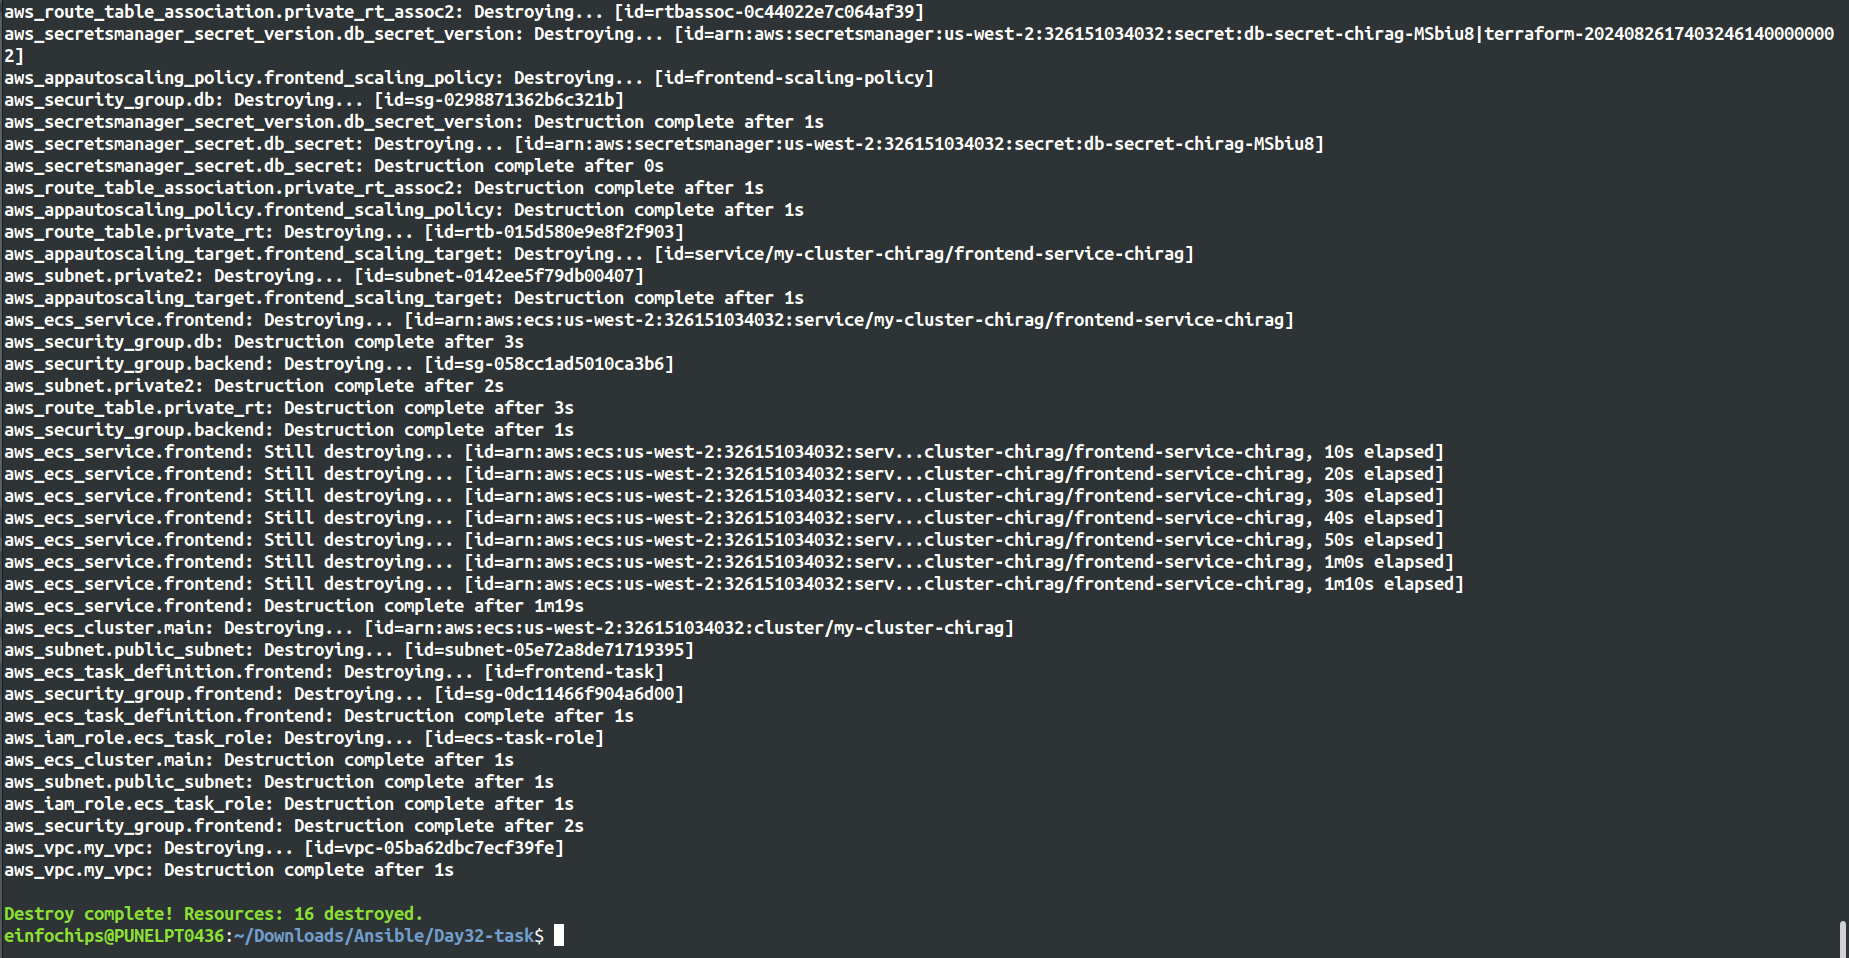 aws_route_table_association.private_rt_assoc2: Destroying... [id=rtbassoc-0c44022e7c064af39]
aws_secretsmanager_secret_version.db_secret_version: Destroying... [id=arn:aws:secretsmanager:us-west-2:326151034032:secret:db-secret-chirag-MSbiu8|terraform-20240826174032461400000000
2]
aws_appautoscaling_policy.frontend_scaling_policy: Destroying... [id=frontend-scaling-policy]
aws_security_group.db: Destroying... [id=sg-0298871362b6c321b]
aws_secretsmanager_secret_version.db_secret_version: Destruction complete after 1s
aws_secretsmanager_secret.db_secret: Destroying... [id=arn:aws:secretsmanager:us-west-2:326151034032:secret:db-secret-chirag-MSbiu8]
aws_secretsmanager_secret.db_secret: Destruction complete after 0s
aws_route_table_association.private_rt_assoc2: Destruction complete after 1s
aws_appautoscaling_policy.frontend_scaling_policy: Destruction complete after 1s
aws_route_table.private_rt: Destroying... [id=rtb-015d580e9e8f2f903]
aws_appautoscaling_target.frontend_scaling_target: Destroying... [id=service/my-cluster-chirag/frontend-service-chirag]
aws_subnet.private2: Destroying... [id=subnet-0142ee5f79db00407]
aws_appautoscaling_target.frontend_scaling_target: Destruction complete after 1s
aws_ecs_service.frontend: Destroying... [id=arn:aws:ecs:us-west-2:326151034032:service/my-cluster-chirag/frontend-service-chirag]
aws_security_group.db: Destruction complete after 3s
aws_security_group.backend: Destroying... [id=sg-058cc1ad5010ca3b6]
aws_subnet.private2: Destruction complete after 2s
aws_route_table.private_rt: Destruction complete after 3s
aws_security_group.backend: Destruction complete after 1s
aws_ecs_service.frontend: Still destroying... [id=arn:aws:ecs:us-west-2:326151034032:serv...cluster-chirag/frontend-service-chirag, 10s elapsed]
aws_ecs_service.frontend: Still destroying... [id=arn:aws:ecs:us-west-2:326151034032:serv...cluster-chirag/frontend-service-chirag, 20s elapsed]
aws_ecs_service.frontend: Still destroying... [id=arn:aws:ecs:us-west-2:326151034032:serv...cluster-chirag/frontend-service-chirag, 30s elapsed]
aws_ecs_service.frontend: Still destroying... [id=arn:aws:ecs:us-west-2:326151034032:serv...cluster-chirag/frontend-service-chirag, 40s elapsed]
aws_ecs_service.frontend: Still destroying... [id=arn:aws:ecs:us-west-2:326151034032:serv...cluster-chirag/frontend-service-chirag, 50s elapsed]
aws_ecs_service.frontend: Still destroying... [id=arn:aws:ecs:us-west-2:326151034032:serv...cluster-chirag/frontend-service-chirag, 1m0s elapsed]
aws_ecs_service.frontend: Still destroying... [id=arn:aws:ecs:us-west-2:326151034032:serv...cluster-chirag/frontend-service-chirag, 1m10s elapsed]
aws_ecs_service.frontend: Destruction complete after 1m19s
aws_ecs_cluster.main: Destroying... [id=arn:aws:ecs:us-west-2:326151034032:cluster/my-cluster-chirag]
aws_subnet.public_subnet: Destroying... [id=subnet-05e72a8de71719395]
aws_ecs_task_definition.frontend: Destroying... [id=frontend-task]
aws_security_group.frontend: Destroying... [id=sg-0dc11466f904a6d00]
aws_ecs_task_definition.frontend: Destruction complete after 1s
aws_iam_role.ecs_task_role: Destroying... [id=ecs-task-role]
aws_ecs_cluster.main: Destruction complete after 1s
aws_subnet.public_subnet: Destruction complete after 1s
aws_iam_role.ecs_task_role: Destruction complete after 1s
aws_security_group.frontend: Destruction complete after 2s
aws_vpc.my_vpc: Destroying... [id=vpc-05ba62dbc7ecf39fe]
aws_vpc.my_vpc: Destruction complete after 1s
Destroy complete! Resources: 16 destroyed.
einfochips@PUNELPT0436:~/Downloads/Ansible/Day32-task$